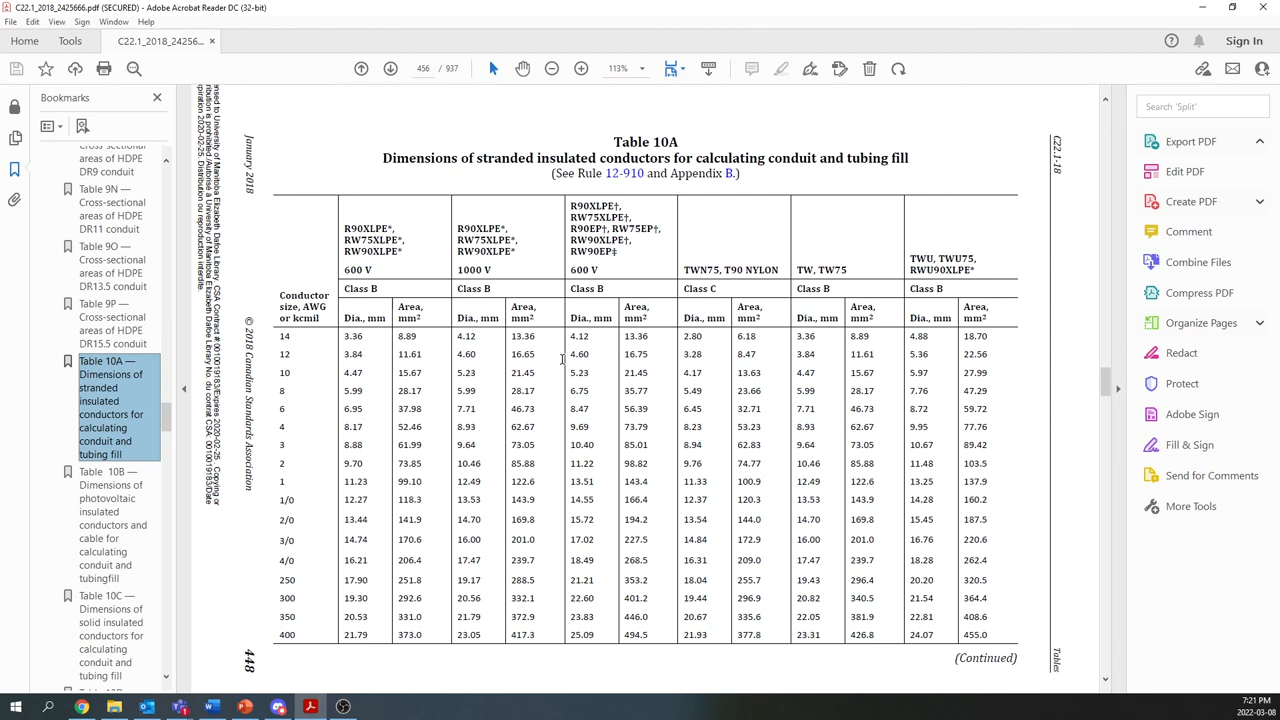 C22.1_2018_2425666.pdf (SECURED) - Adobe Acrobat Reader DC (32-bit)
File Edit View Sign Window Help
Home Tools C22.1_2018_24256... ×
Sign In
456 / 937
113%
Bookmarks
Cross-sectional
areas of HDPE
DR9 conduit
Table 9N —
Cross-sectional
areas of HDPE
DR11 conduit
Table 9O —
Cross-sectional
areas of HDPE
DR13.5 conduit
Table 9P —
Cross-sectional
areas of HDPE
DR15.5 conduit
Table 10A —
Dimensions of
stranded
insulated
conductors for
calculating
conduit and
tubing fill
Table 10B —
Dimensions of
photovoltaic
insulated
conductors and
cable for
calculating
conduit and
tubingfill
Table 10C —
Dimensions of
solid insulated
conductors for
calculating
conduit and
tubing fill
January 2018
© 2018 Canadian Standards Association
448
Table 10A
Dimensions of stranded insulated conductors for calculating conduit and tubing fill
(See Rule 12-910 and Appendix B.)
Conductor size, AWG or kcmil
R90XLPE*, RW75XLPE*, RW90XLPE* 600 V
R90XLPE*, RW75XLPE*, RW90XLPE* 1000 V
R90XLPE†, RW75XLPE†, R90EP†, RW75EP†, RW90XLPE†, RW90EP‡ 600 V
TWN75, T90 NYLON
TW, TW75
TWU, TWU75, RWU90XLPE*
Class B Class B Class B Class C Class B Class B
Dia., mm Area, mm² Dia., mm Area, mm² Dia., mm Area, mm² Dia., mm Area, mm² Dia., mm Area, mm² Dia., mm Area, mm²
14 3.36 8.89 4.12 13.36 4.12 13.36 2.80 6.18 3.36 8.89 4.88 18.70
12 3.84 11.61 4.60 16.65 4.60 16.75 3.28 8.47 3.84 11.61 5.36 22.56
10 4.47 15.67 5.23 21.45 5.23 21.45 4.17 13.63 4.47 15.67 5.97 27.99
8 5.99 28.17 5.99 28.17 6.75 35.77 5.49 23.66 5.99 28.17 7.76 47.29
6 6.95 37.98 7.71 46.73 8.47 56.39 6.45 32.71 7.71 46.73 8.72 59.72
4 8.17 52.46 8.93 62.67 9.69 73.79 8.23 53.23 8.93 62.67 9.95 77.76
3 8.88 61.99 9.64 73.05 10.40 85.01 8.94 62.83 9.64 73.05 10.67 89.42
2 9.70 73.85 10.46 85.88 11.22 98.82 9.76 74.77 10.46 85.88 11.48 103.5
1 11.23 99.10 12.49 122.6 13.51 143.4 11.33 100.9 12.49 122.6 13.25 137.9
1/0 12.27 118.3 13.53 143.9 14.55 166.4 12.37 120.3 13.53 143.9 14.28 160.2
2/0 13.44 141.9 14.70 169.8 15.72 194.2 13.54 144.0 14.70 169.8 15.45 187.5
3/0 14.74 170.6 16.00 201.0 17.02 227.5 14.84 172.9 16.00 201.0 16.76 220.6
4/0 16.21 206.4 17.47 239.7 18.49 268.5 16.31 209.0 17.47 239.7 18.28 262.4
250 17.90 251.8 19.17 288.5 21.21 353.2 18.04 255.7 19.43 296.4 20.20 320.5
300 19.30 292.6 20.56 332.1 22.60 401.2 19.44 296.9 20.82 340.5 21.54 364.4
350 20.53 331.0 21.79 372.9 23.83 446.0 20.67 335.6 22.05 381.9 22.81 408.6
400 21.79 373.0 23.05 417.3 25.09 494.5 21.93 377.8 23.31 426.8 24.07 455.0
(Continued)
C22.1-18
Tables
Search 'Split'
Export PDF
Edit PDF
Create PDF
Comment
Combine Files
Compress PDF
Organize Pages
Redact
Protect
Adobe Sign
Fill & Sign
Send for Comments
More Tools
7:21 PM
2022-03-08